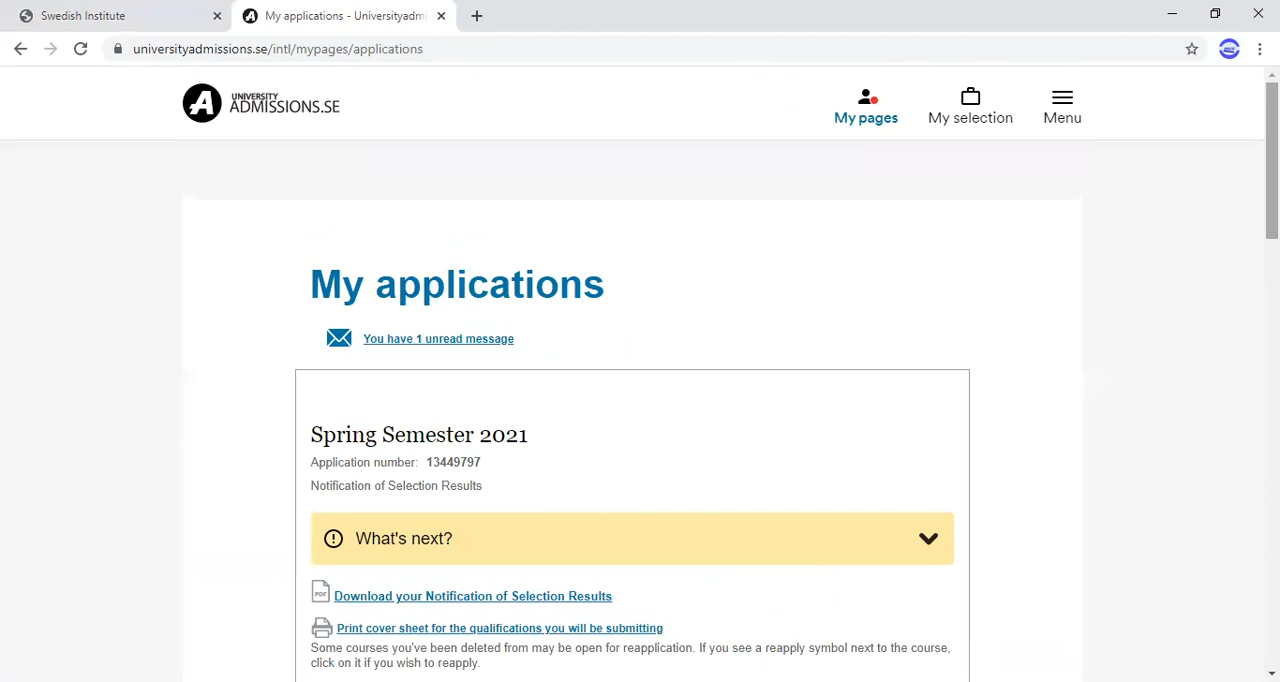 Swedish Institute
My applications - Universityadm
universityadmissions.se/intl/mypages/applications
UNIVERSITY
ADMISSIONS.SE
My pages
My selection
Menu
My applications
You have 1 unread message
Spring Semester 2021
Application number: 13449797
Notification of Selection Results
What's next?
PDF
Download your Notification of Selection Results
Print cover sheet for the qualifications you will be submitting
Some courses you've been deleted from may be open for reapplication. If you see a reapply symbol next to the course,
click on it if you wish to reapply.